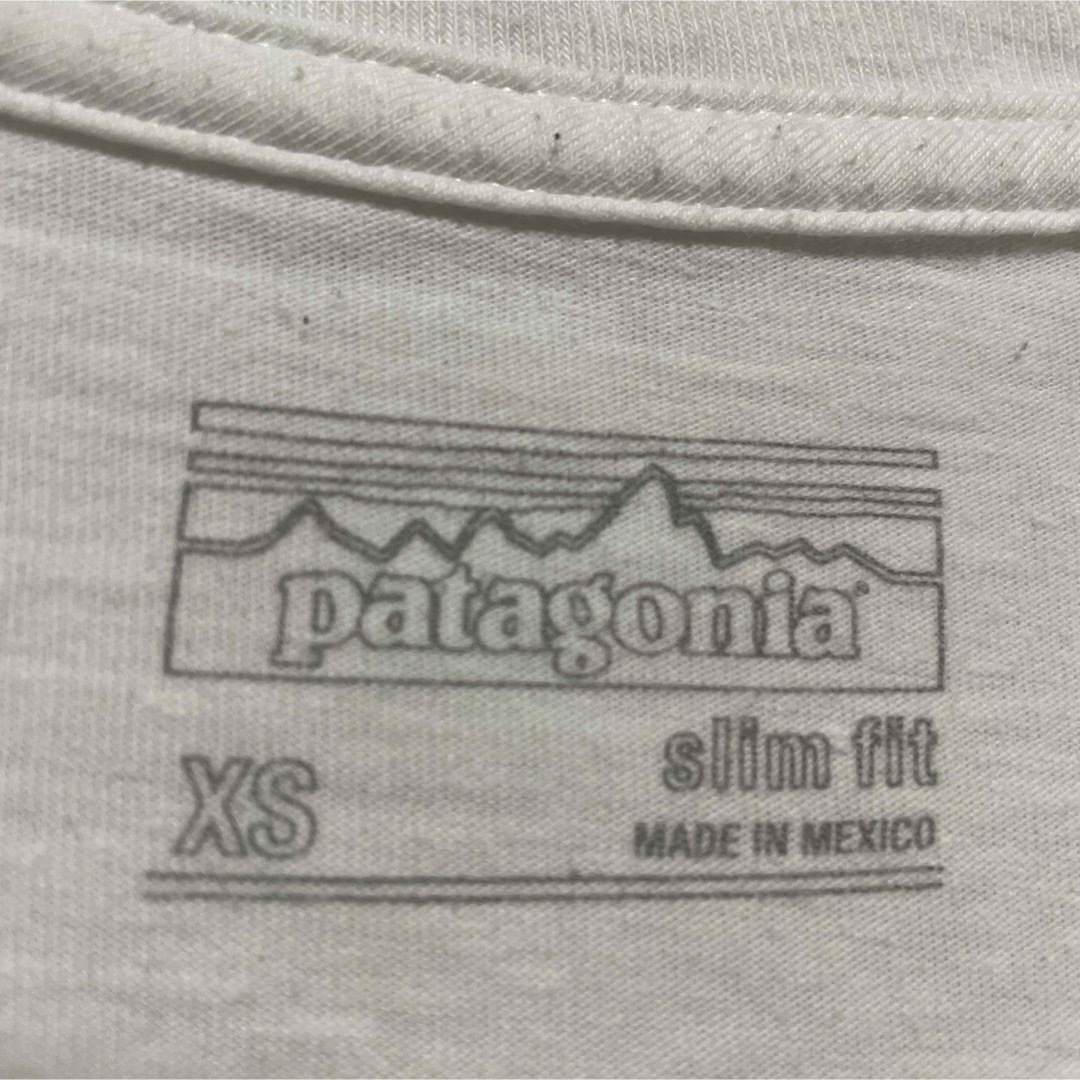 patagonia®
XS
slim fit
MADE IN MEXICO